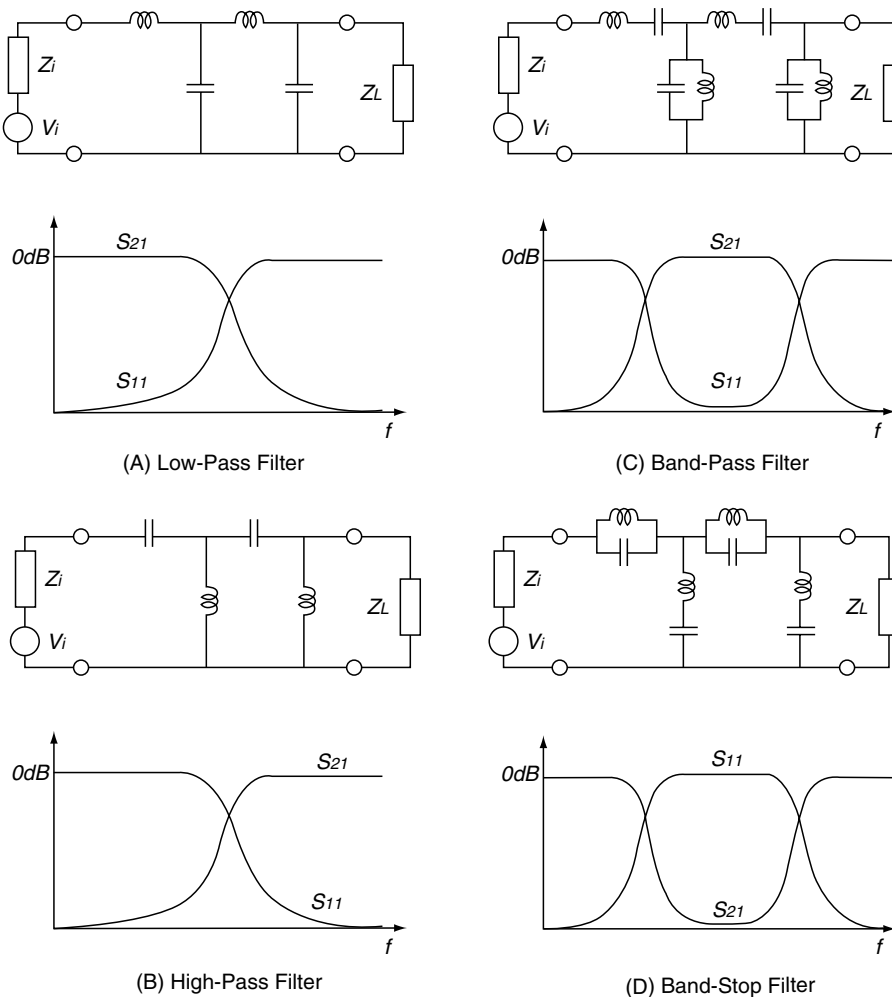 Zi
Vi
ZL
0dB
S21
S11
f
(A) Low-Pass Filter
Zi
Vi
ZL
0dB
S21
S11
f
(C) Band-Pass Filter
Zi
Vi
ZL
0dB
S21
S11
f
(B) High-Pass Filter
Zi
Vi
ZL
0dB
S11
S21
f
(D) Band-Stop Filter